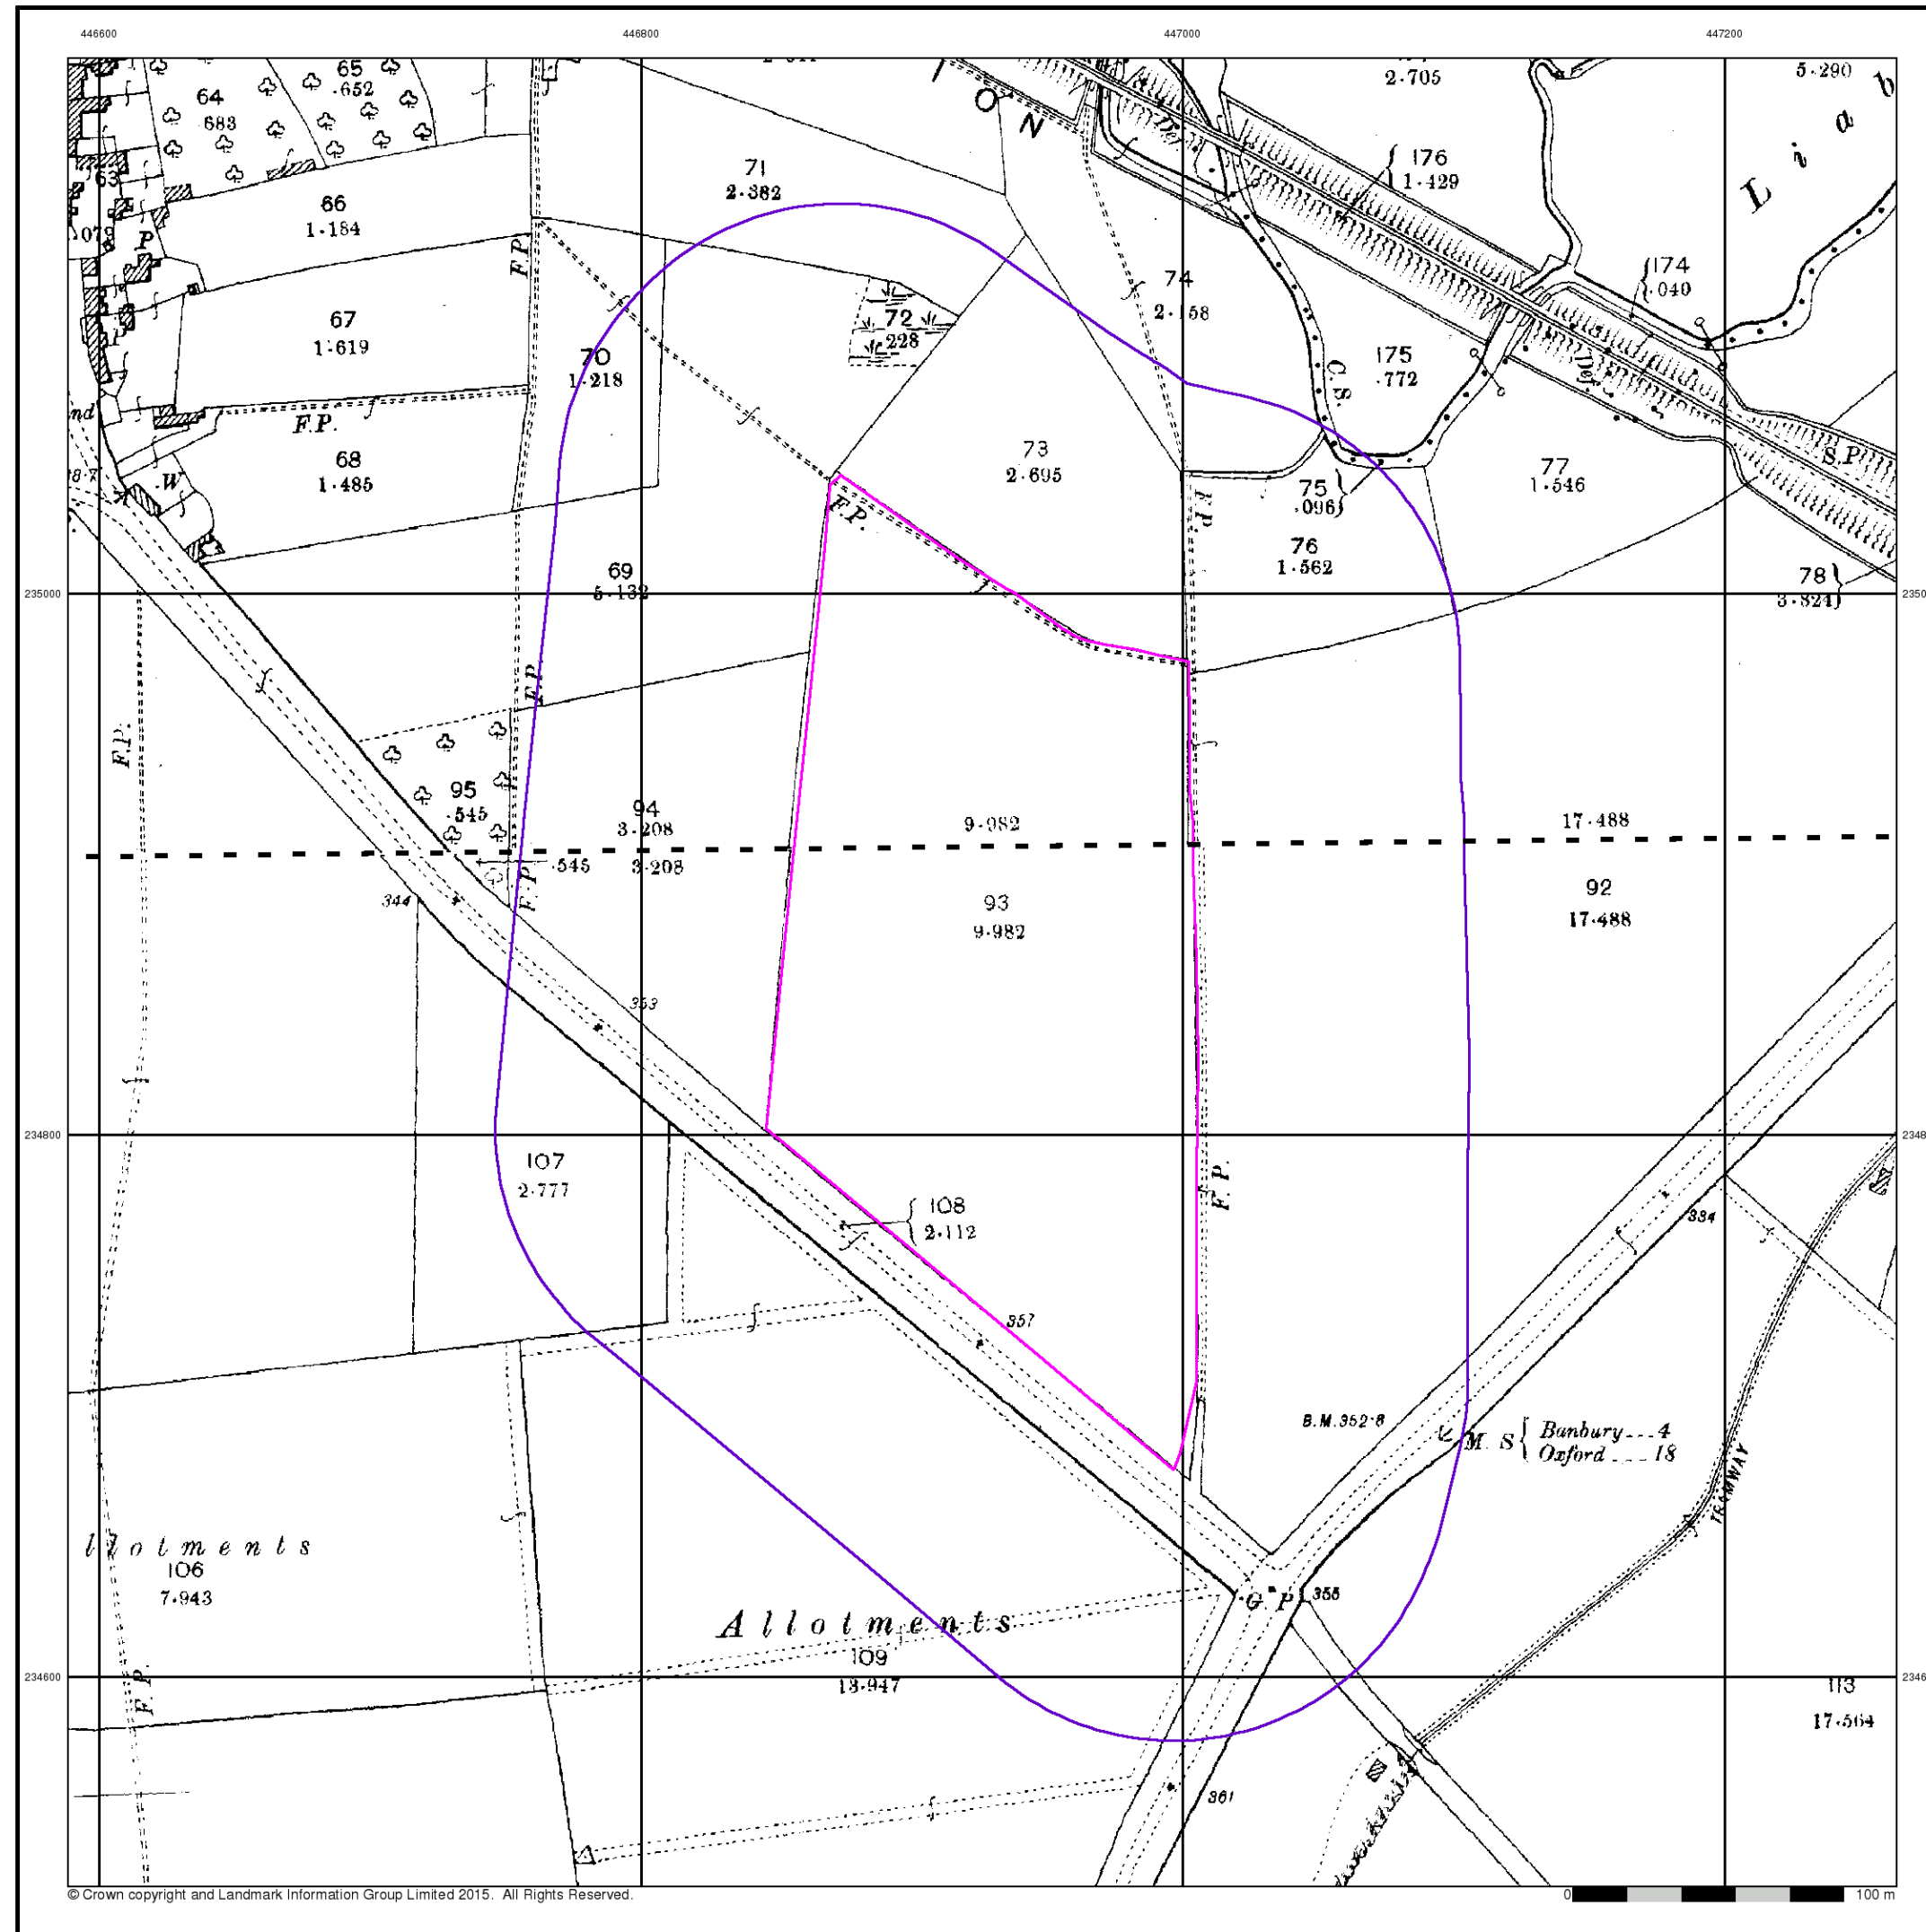 446600
446800
447000
447200
65
.652
64
.683
2.705
5.290
I O N
L i a b
176
1.429
71
2.382
66
1.184
P
F.P.
74
2.158
174
.040
67
1.619
72
.228
70
1.218
175
.772
C.S.
F.P.
68
1.485
W
73
2.695
75
.096
77
1.546
S.P.
F.P.
F.P.
76
1.562
69
5.132
78
3.824
235000
F.P.
F.P.
95
.545
94
3.208
9.982
17.488
.545
3.208
F.P.
344
93
9.982
92
17.488
353
234800
107
2.777
108
2.112
F.P.
334
357
B.M.352.8
M.S
Banbury...4
Oxford....18
TRAMWAY
llotments
106
7.943
G.P.
355
Allotments
109
13.947
234600
F.P.
113
17.564
361
© Crown copyright and Landmark Information Group Limited 2015. All Rights Reserved.
0
100 m